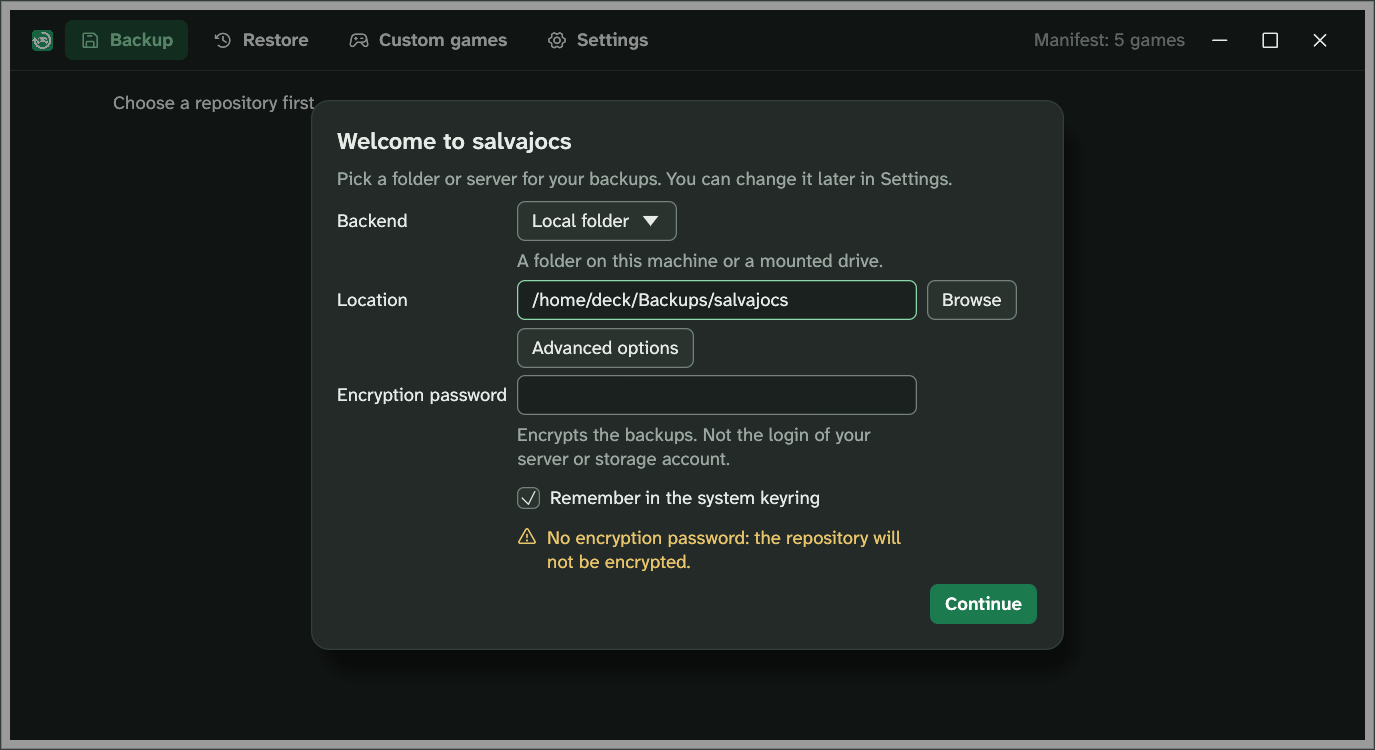 Backup
Restore
Custom games
Settings
Manifest: 5 games
Choose a repository first
Welcome to salvajocs
Pick a folder or server for your backups. You can change it later in Settings.
Backend
Local folder
A folder on this machine or a mounted drive.
Location
/home/deck/Backups/salvajocs
Browse
Advanced options
Encryption password
Encrypts the backups. Not the login of your
server or storage account.
Remember in the system keyring
No encryption password: the repository will
not be encrypted.
Continue